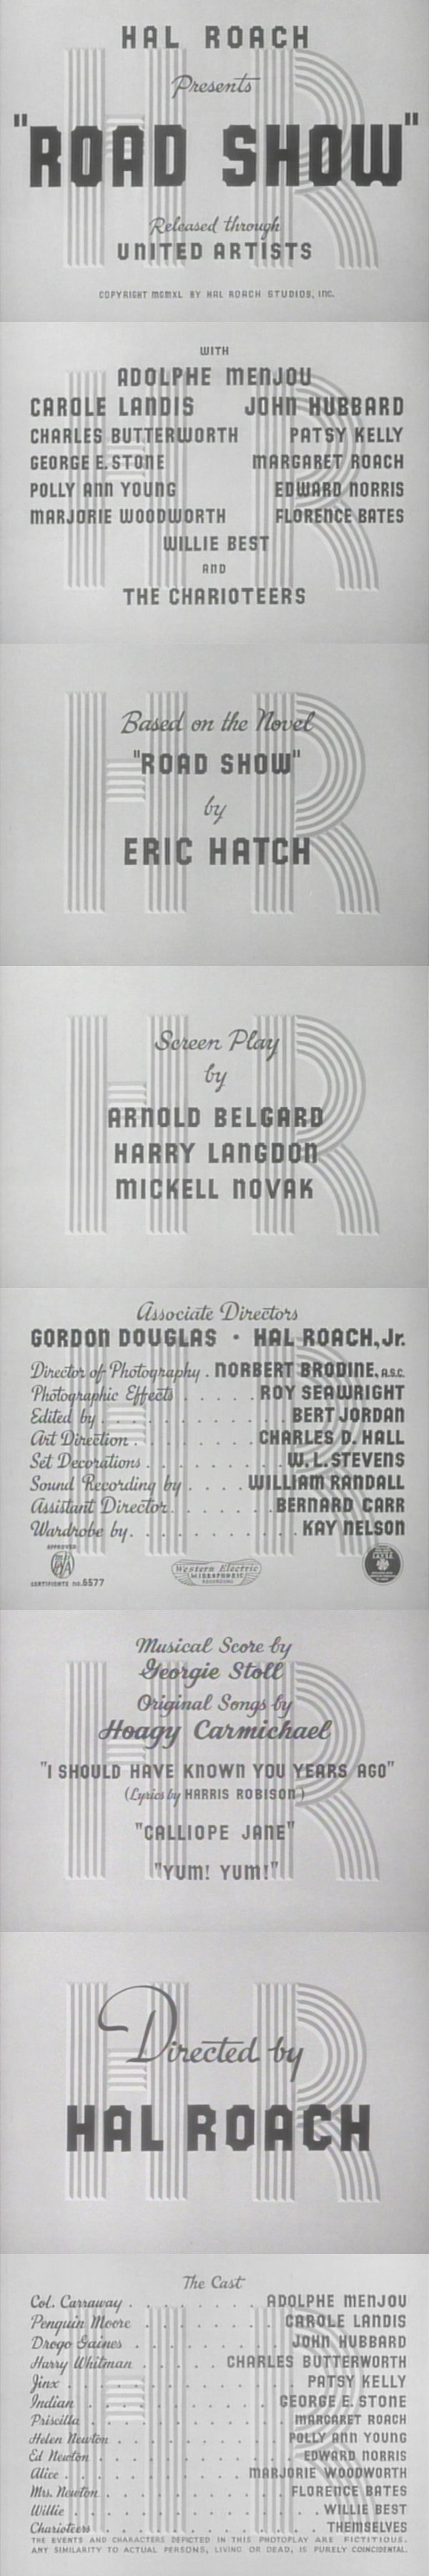 HAL ROACH
Presents
"ROAD SHOW"
Released through
UNITED ARTISTS
COPYRIGHT MCMXL BY HAL ROACH STUDIOS, INC.
WITH
ADOLPHE MENJOU
CAROLE LANDIS JOHN HUBBARD
CHARLES BUTTERWORTH PATSY KELLY
GEORGE E. STONE MARGARET ROACH
POLLY ANN YOUNG EDWARD NORRIS
MARJORIE WOODWORTH FLORENCE BATES
WILLIE BEST
AND
THE CHARIOTEERS
Based on the Novel
"ROAD SHOW"
by
ERIC HATCH
Screen Play
by
ARNOLD BELGARD
HARRY LANGDON
MICKELL NOVAK
Associate Directors
GORDON DOUGLAS • HAL ROACH, Jr.
Director of Photography . NORBERT BRODINE, A.S.C.
Photographic Effects . . . . . ROY SEAWRIGHT
Edited by . . . . . . . . . . . BERT JORDAN
Art Direction . . . . . . . . CHARLES D. HALL
Set Decorations . . . . . . . . . W. L. STEVENS
Sound Recording by . . . . WILLIAM RANDALL
Assistant Director . . . . . . . BERNARD CARR
Wardrobe by . . . . . . . . . . . KAY NELSON
APPROVED
CERTIFICATE No. 6577
Western Electric
MIRROPHONIC
RECORDING
Musical Score by
Georgie Stoll
Original Songs by
Hoagy Carmichael
"I SHOULD HAVE KNOWN YOU YEARS AGO"
(Lyrics by HARRIS ROBISON)
"CALLIOPE JANE"
"YUM! YUM!"
Directed by
HAL ROACH
The Cast
Col. Carraway . . . . . . . ADOLPHE MENJOU
Penguin Moore . . . . . . . . CAROLE LANDIS
Drogo Gaines . . . . . . . . . JOHN HUBBARD
Harry Whitman . . . . . CHARLES BUTTERWORTH
Jinx . . . . . . . . . . . . . PATSY KELLY
Indian . . . . . . . . . . GEORGE E. STONE
Priscilla . . . . . . . . . . MARGARET ROACH
Helen Newton . . . . . . . . POLLY ANN YOUNG
Ed Newton . . . . . . . . . . EDWARD NORRIS
Alice . . . . . . . . . MARJORIE WOODWORTH
Mrs. Newton . . . . . . . . . FLORENCE BATES
Willie . . . . . . . . . . . . . WILLIE BEST
Charioteers . . . . . . . . . . THEMSELVES
THE EVENTS AND CHARACTERS DEPICTED IN THIS PHOTOPLAY ARE FICTITIOUS.
ANY SIMILARITY TO ACTUAL PERSONS, LIVING OR DEAD, IS PURELY COINCIDENTAL.